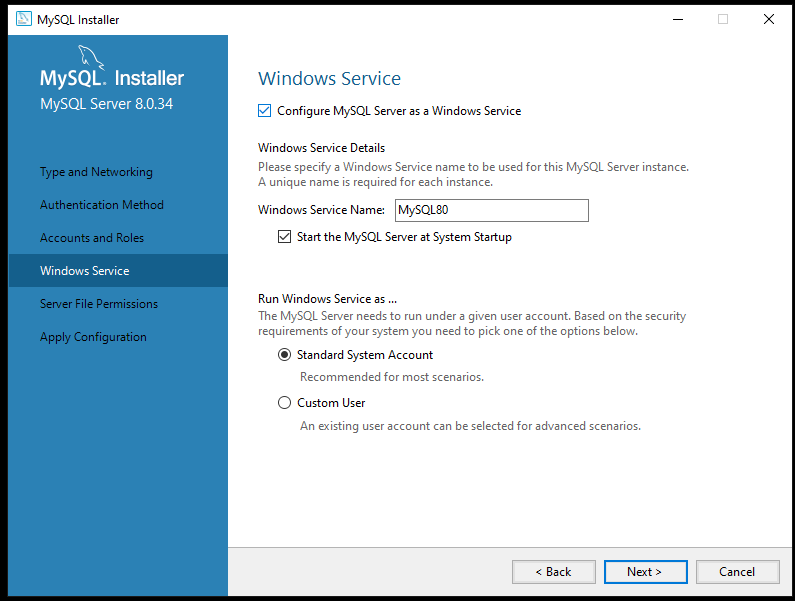 MySQL Installer
MySQL. Installer
MySQL Server 8.0.34
Type and Networking
Authentication Method
Accounts and Roles
Windows Service
Server File Permissions
Apply Configuration
Windows Service
Configure MySQL Server as a Windows Service
Windows Service Details
Please specify a Windows Service name to be used for this MySQL Server instance.
A unique name is required for each instance.
Windows Service Name: MySQL80
Start the MySQL Server at System Startup
Run Windows Service as ...
The MySQL Server needs to run under a given user account. Based on the security
requirements of your system you need to pick one of the options below.
Standard System Account
Recommended for most scenarios.
Custom User
An existing user account can be selected for advanced scenarios.
< Back Next > Cancel